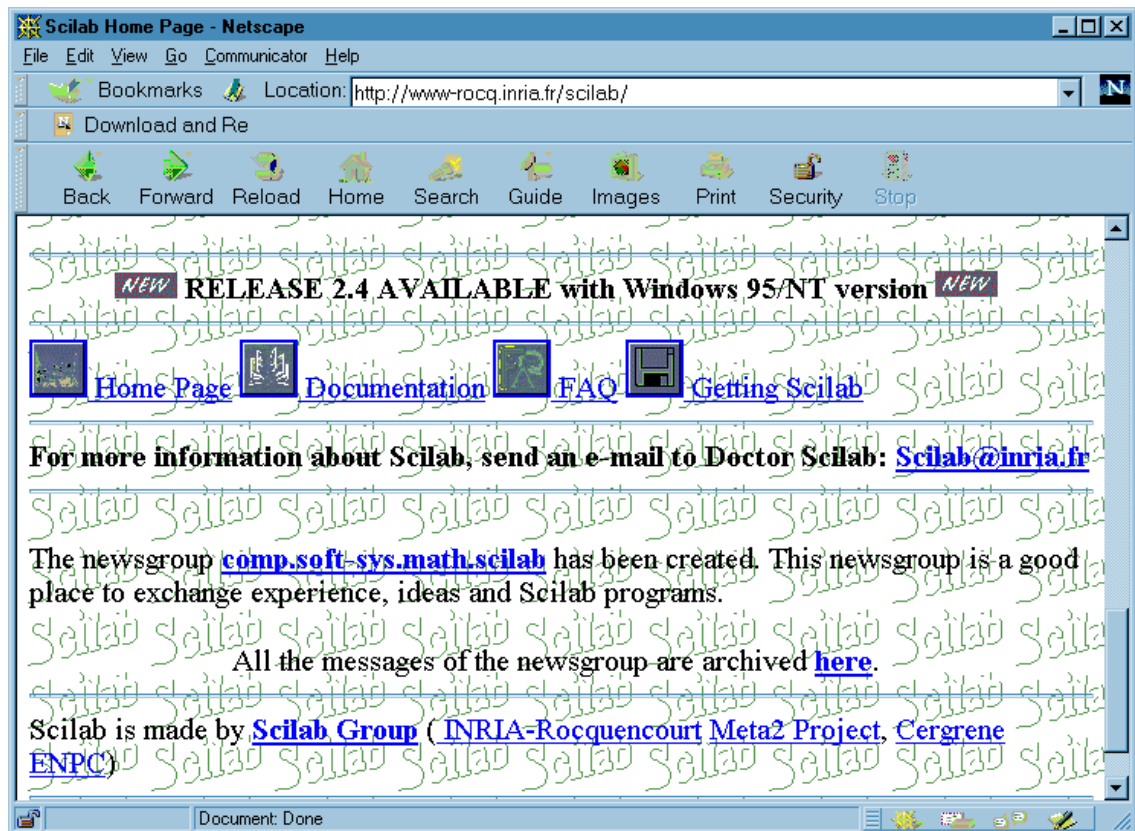 Scilab Home Page - Netscape
File Edit View Go Communicator Help
Bookmarks Location: http://www-rocq.inria.fr/scilab/ N
Download and Re
Back Forward Reload Home Search Guide Images Print Security Stop
NEW RELEASE 2.4 AVAILABLE with Windows 95/NT version NEW
Home Page Documentation FAQ Getting Scilab
For more information about Scilab, send an e-mail to Doctor Scilab: Scilab@inria.fr
The newsgroup comp.soft-sys.math.scilab has been created. This newsgroup is a good
place to exchange experience, ideas and Scilab programs.
All the messages of the newsgroup are archived here.
Scilab is made by Scilab Group ( INRIA-Rocquencourt Meta2 Project, Cergrene
ENPC)
Document: Done